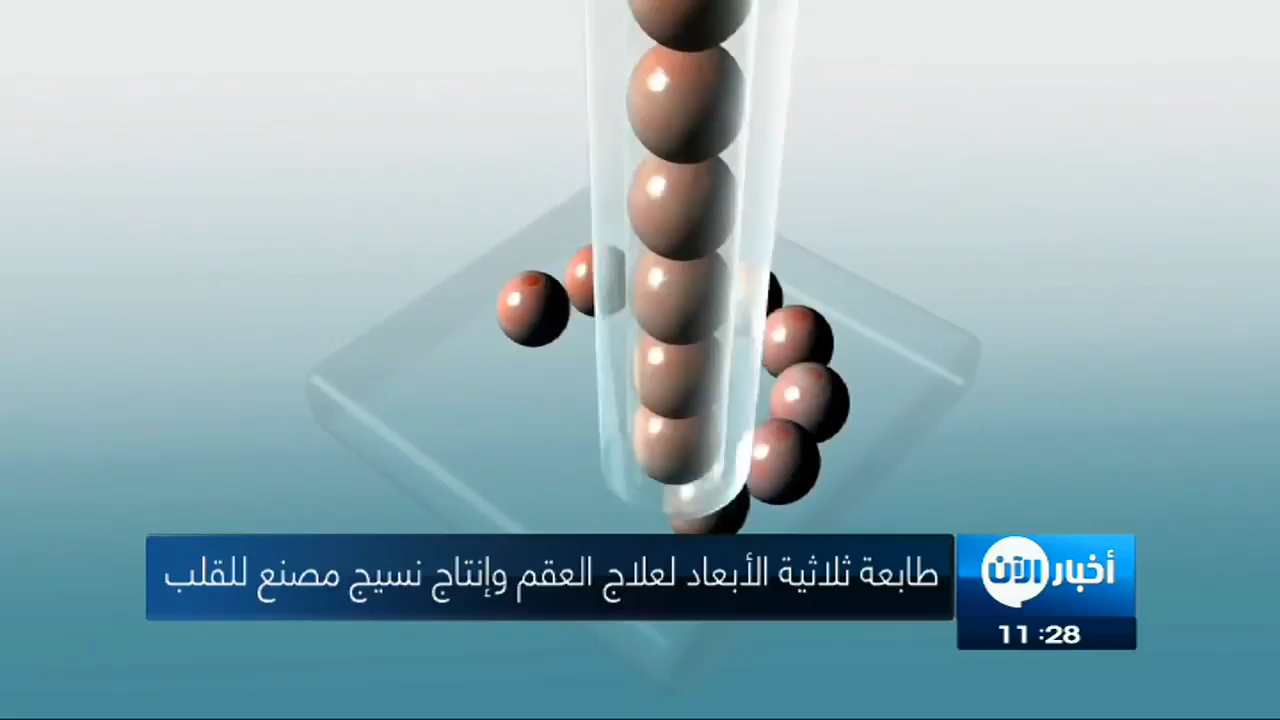 طابعة ثلاثية الأبعاد لعلاج العقم وإنتاج نسيج مصنع للقلب
أخبار الآن
11:28